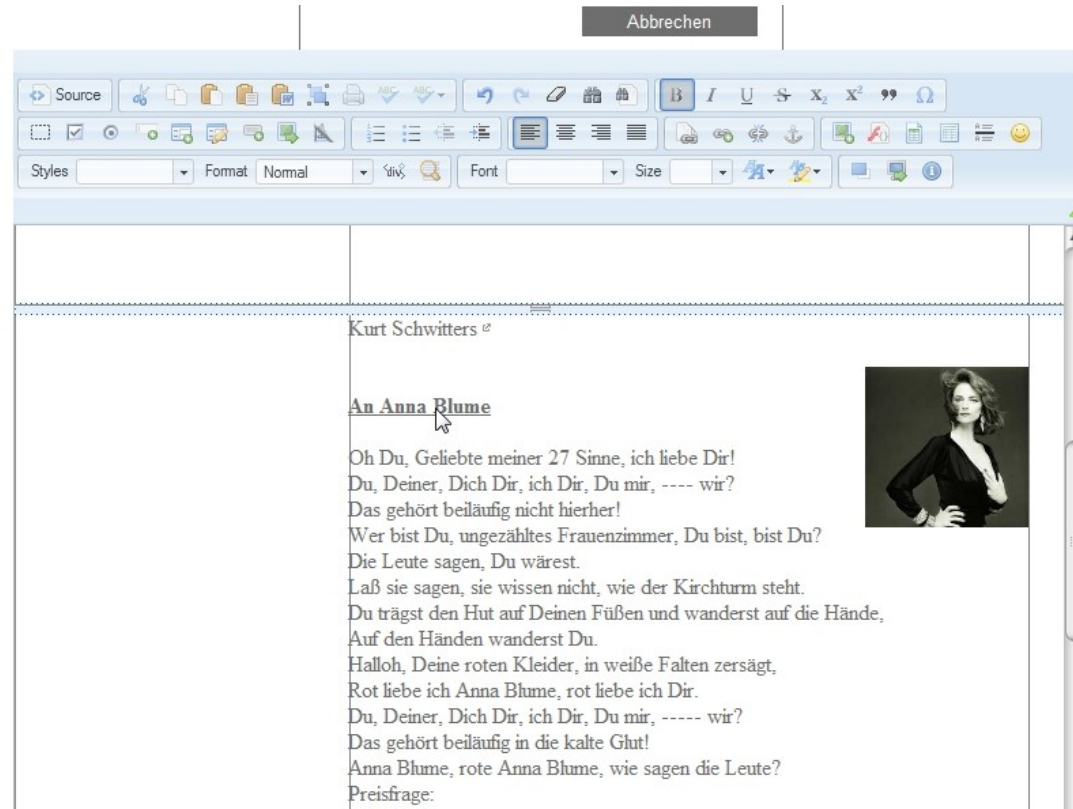 Abbrechen
Source ABC ABC B I U S X₂ X² Ω
Styles Format Normal div Font Size A
Kurt Schwitters
An Anna Blume
Oh Du, Geliebte meiner 27 Sinne, ich liebe Dir!
Du, Deiner, Dich Dir, ich Dir, Du mir, ---- wir?
Das gehört beiläufig nicht hierher!
Wer bist Du, ungezähltes Frauenzimmer, Du bist, bist Du?
Die Leute sagen, Du wärest.
Laß sie sagen, sie wissen nicht, wie der Kirchturm steht.
Du trägst den Hut auf Deinen Füßen und wanderst auf die Hände,
Auf den Händen wanderst Du.
Halloh, Deine roten Kleider, in weiße Falten zersägt,
Rot liebe ich Anna Blume, rot liebe ich Dir.
Du, Deiner, Dich Dir, ich Dir, Du mir, ----- wir?
Das gehört beiläufig in die kalte Glut!
Anna Blume, rote Anna Blume, wie sagen die Leute?
Preisfrage: